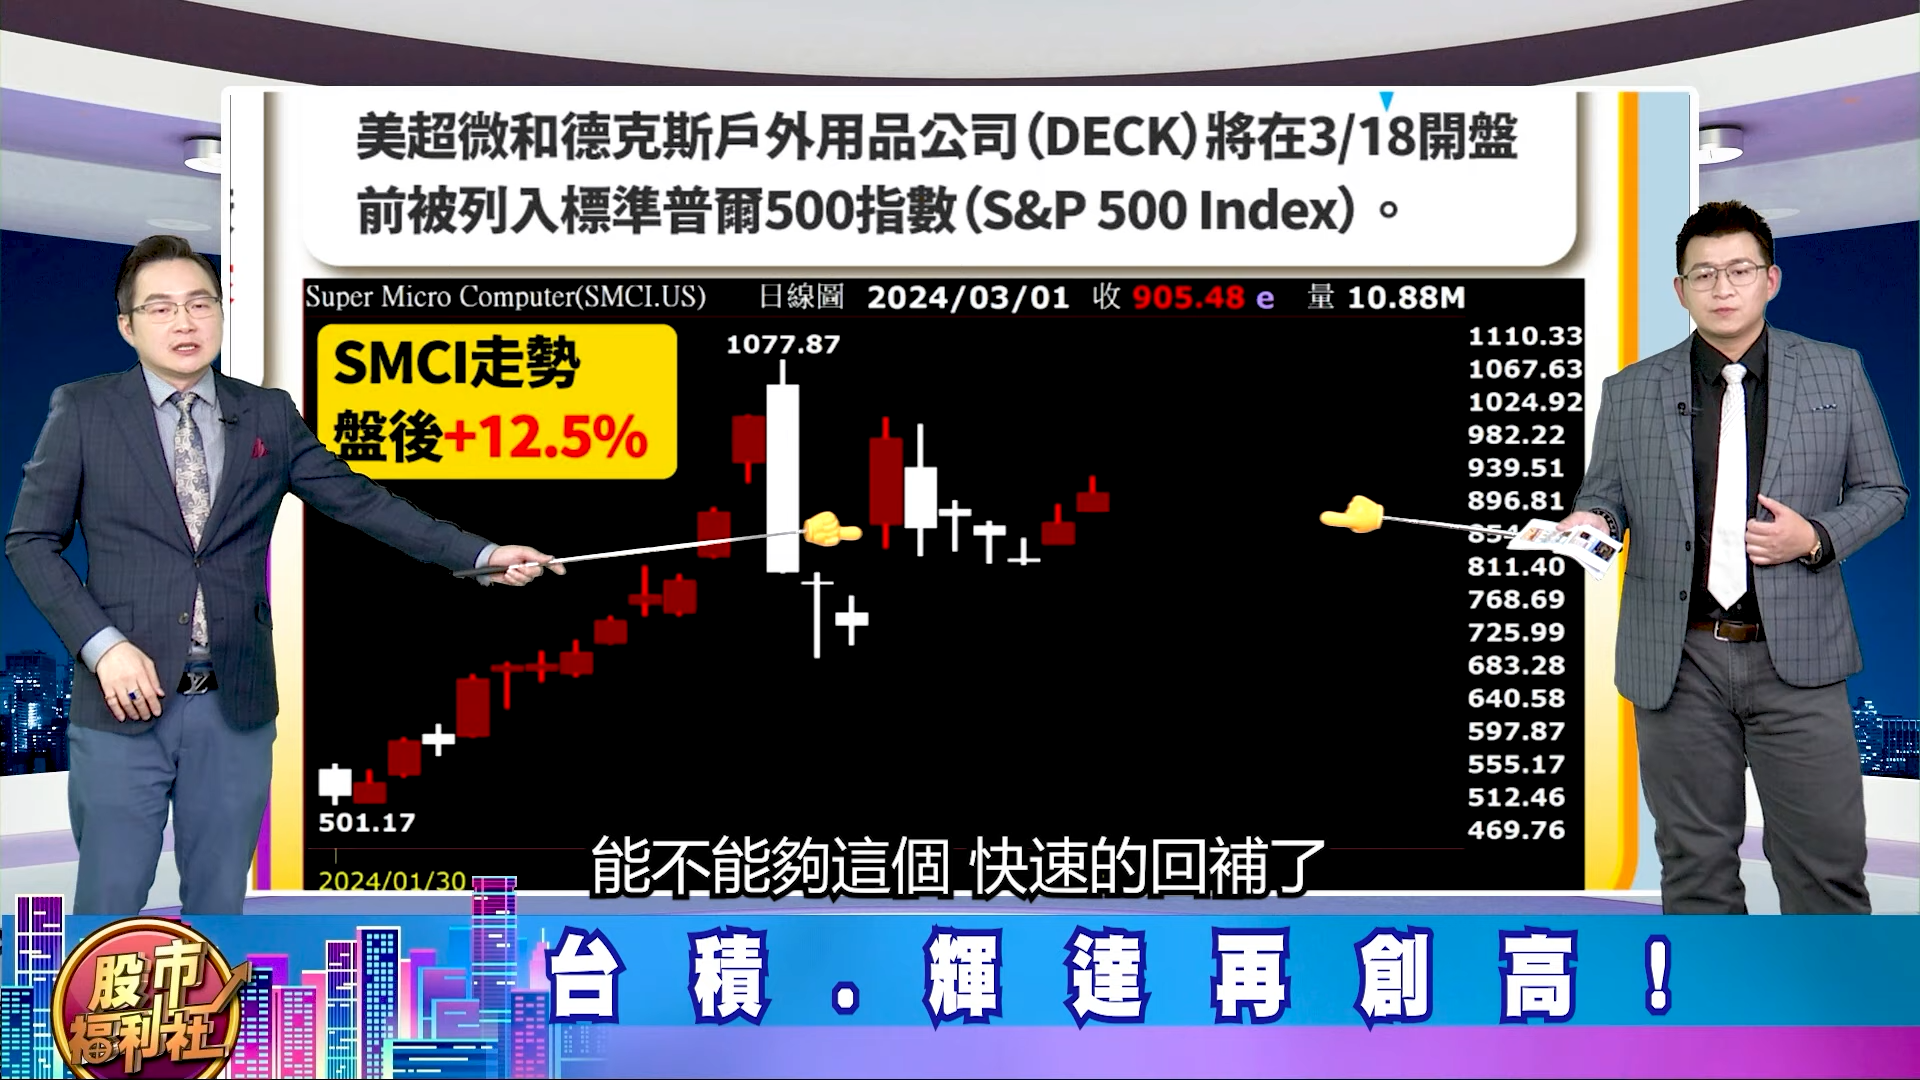 美超微和德克斯戶外用品公司(DECK)將在3/18開盤
前被列入標準普爾500指數(S&P 500 Index)。
Super Micro Computer(SMCI.US) 日線圖 2024/03/01 收 905.48 e 量 10.88M
SMCI走勢
盤後+12.5%
1077.87
1110.33
1067.63
1024.92
982.22
939.51
896.81
811.40
768.69
725.99
683.28
640.58
597.87
555.17
512.46
469.76
501.17
2024/01/30
能不能夠這個 快速的回補了
台積.輝達再創高!
股市
福利社